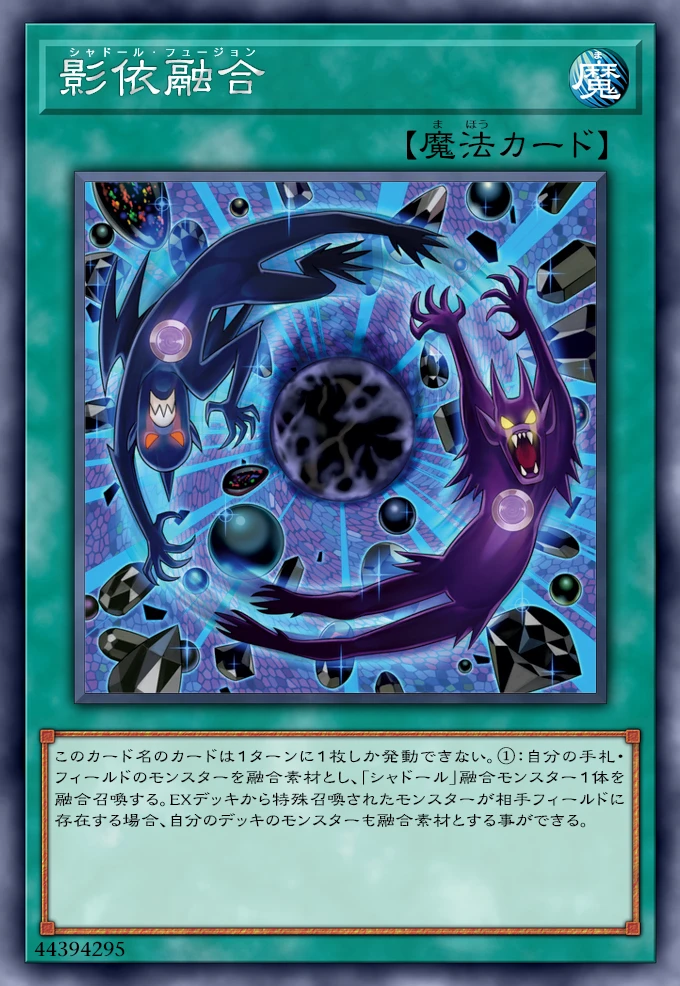 シャドール・フュージョン
影依融合
ま
魔
ま ほう
【魔法カード】
このカード名のカードは１ターンに１枚しか発動できない。①：自分の手札・
フィールドのモンスターを融合素材とし、「シャドール」融合モンスター１体を
融合召喚する。EXデッキから特殊召喚されたモンスターが相手フィールドに
存在する場合、自分のデッキのモンスターも融合素材とする事ができる。
44394295